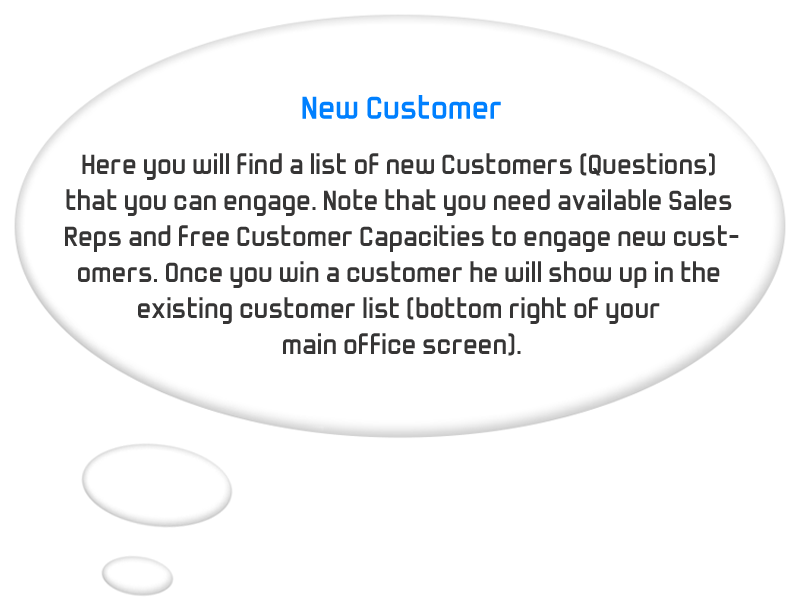 New Customer
Here you will find a list of new Customers (Questions)
that you can engage. Note that you need available Sales
Reps and free Customer Capacities to engage new cust-
omers. Once you win a customer he will show up in the
existing customer list (bottom right of your
main office screen).